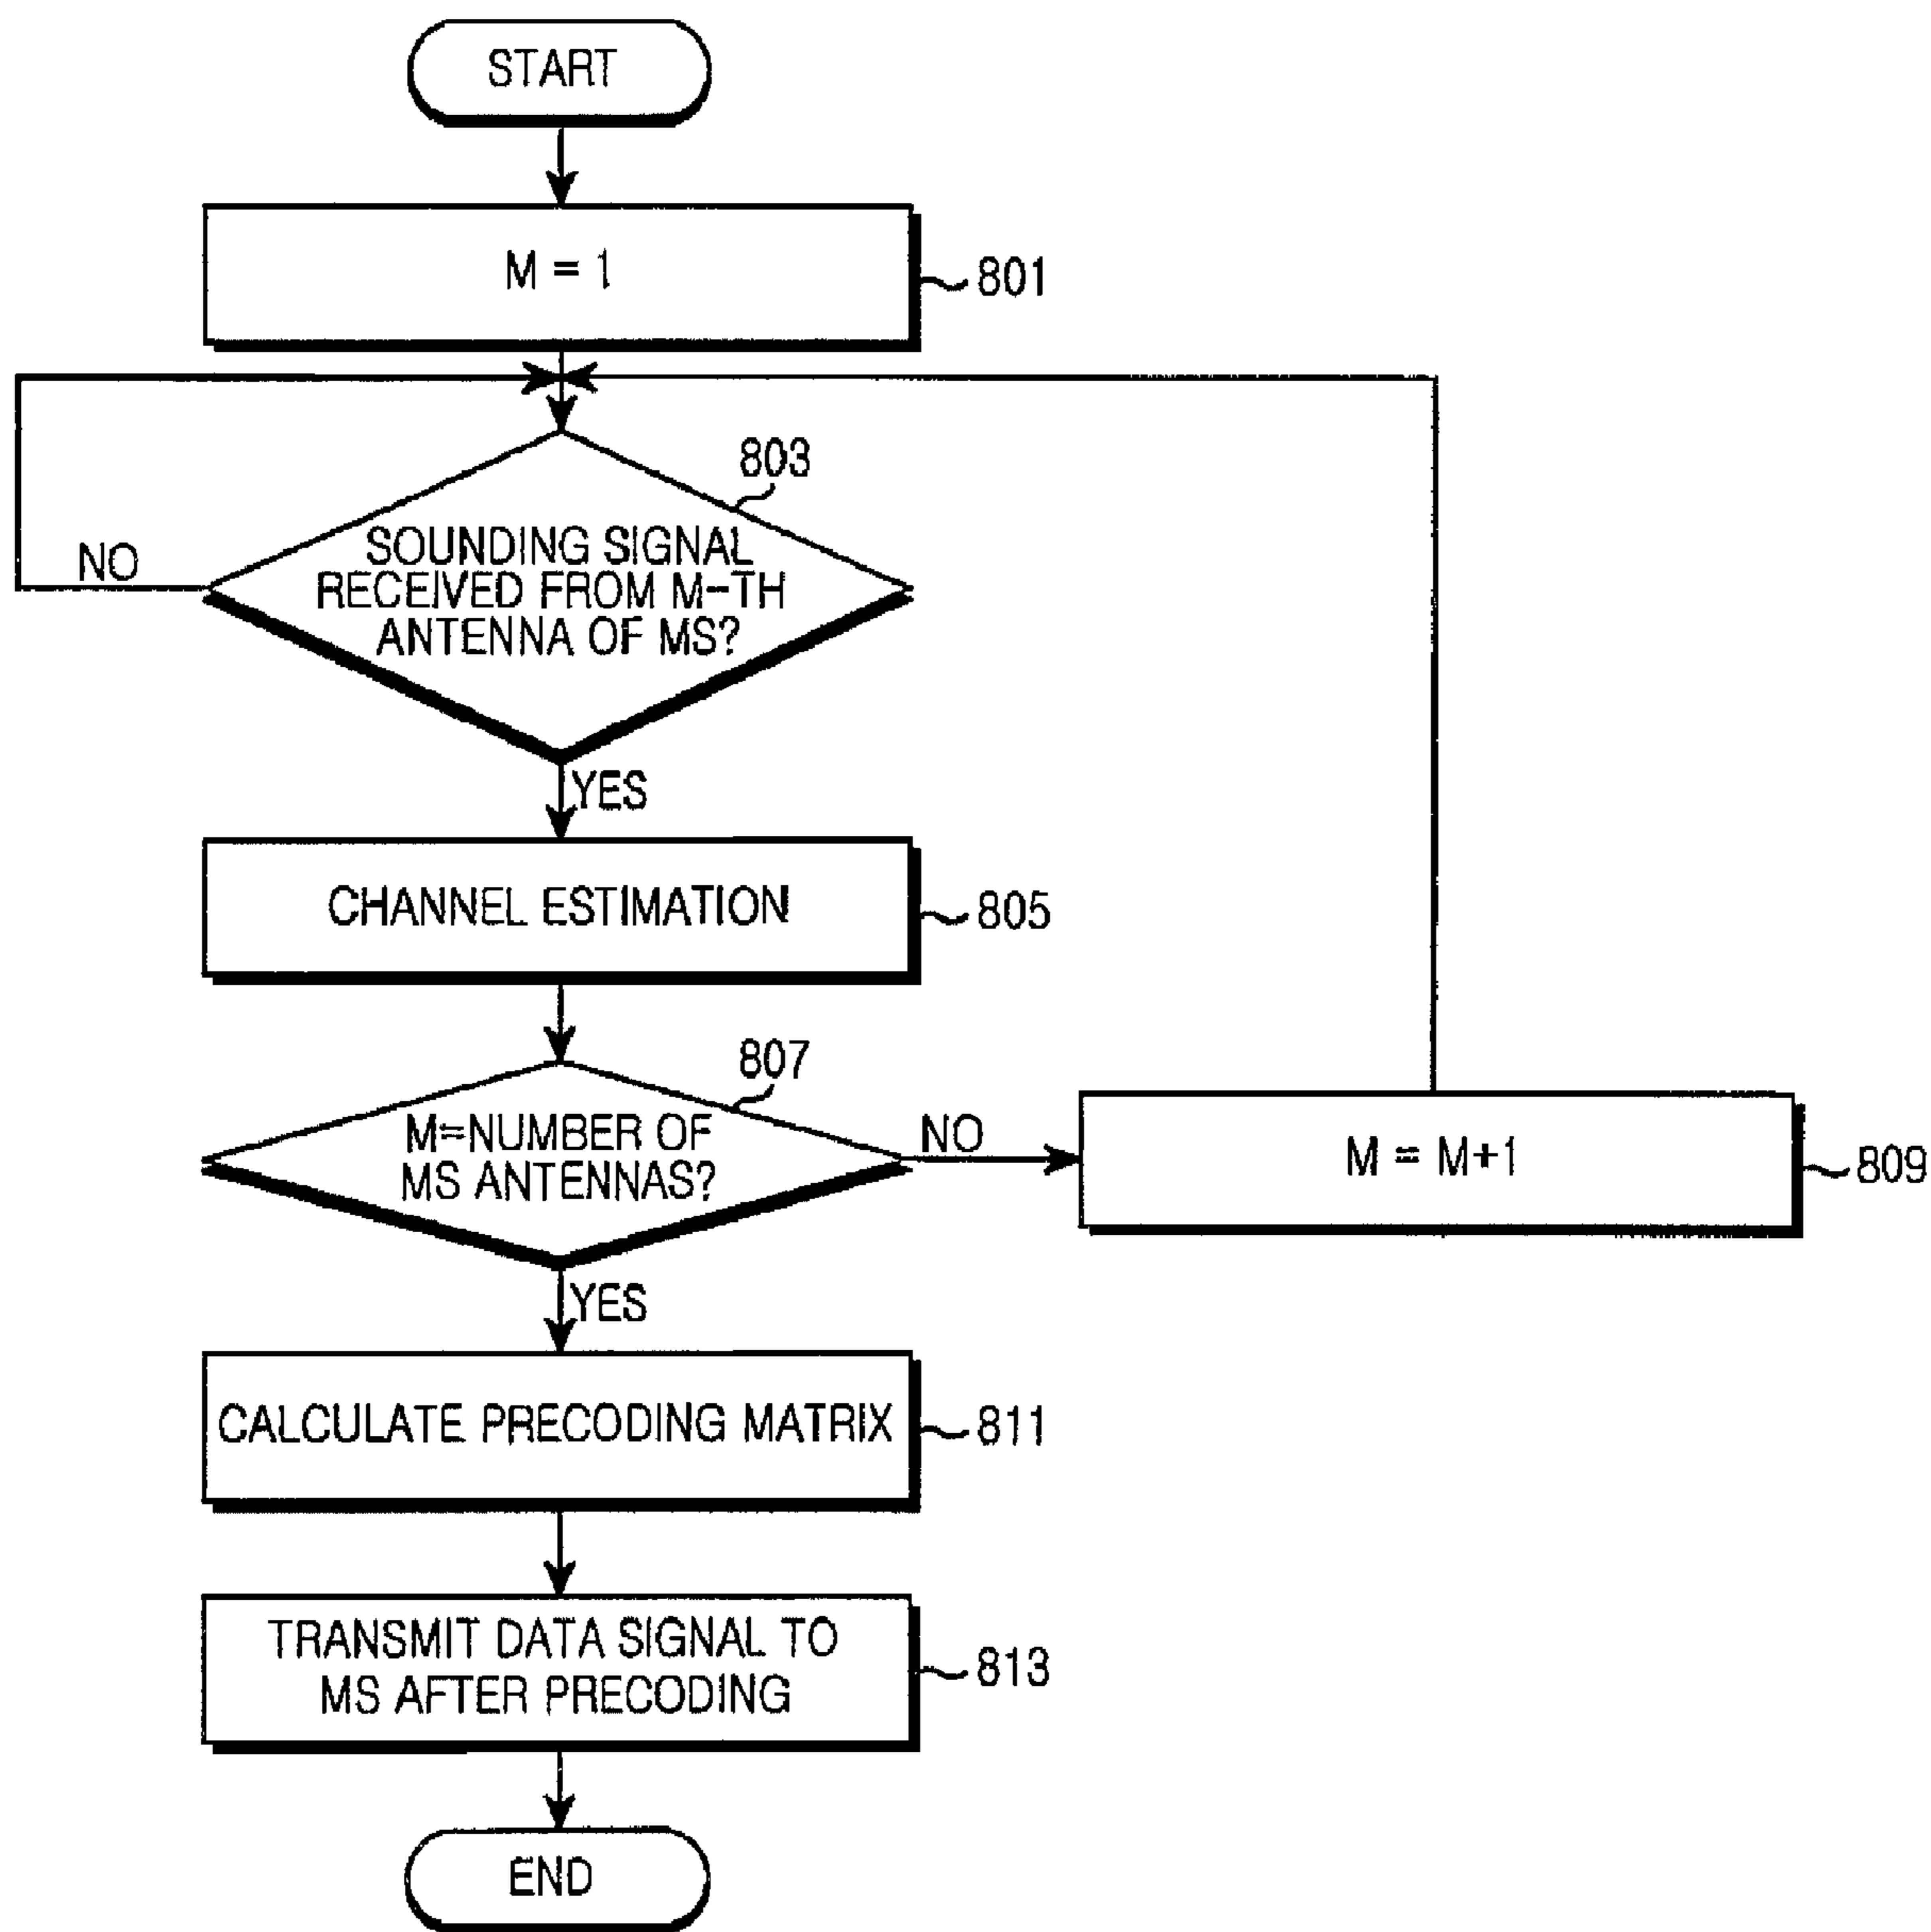 START
M = 1
801
803
SOUNDING SIGNAL
RECEIVED FROM M-TH
ANTENNA OF MS?
NO
YES
CHANNEL ESTIMATION
805
807
M=NUMBER OF
MS ANTENNAS?
NO
M = M+1
809
YES
CALCULATE PRECODING MATRIX
811
TRANSMIT DATA SIGNAL TO
MS AFTER PRECODING
813
END